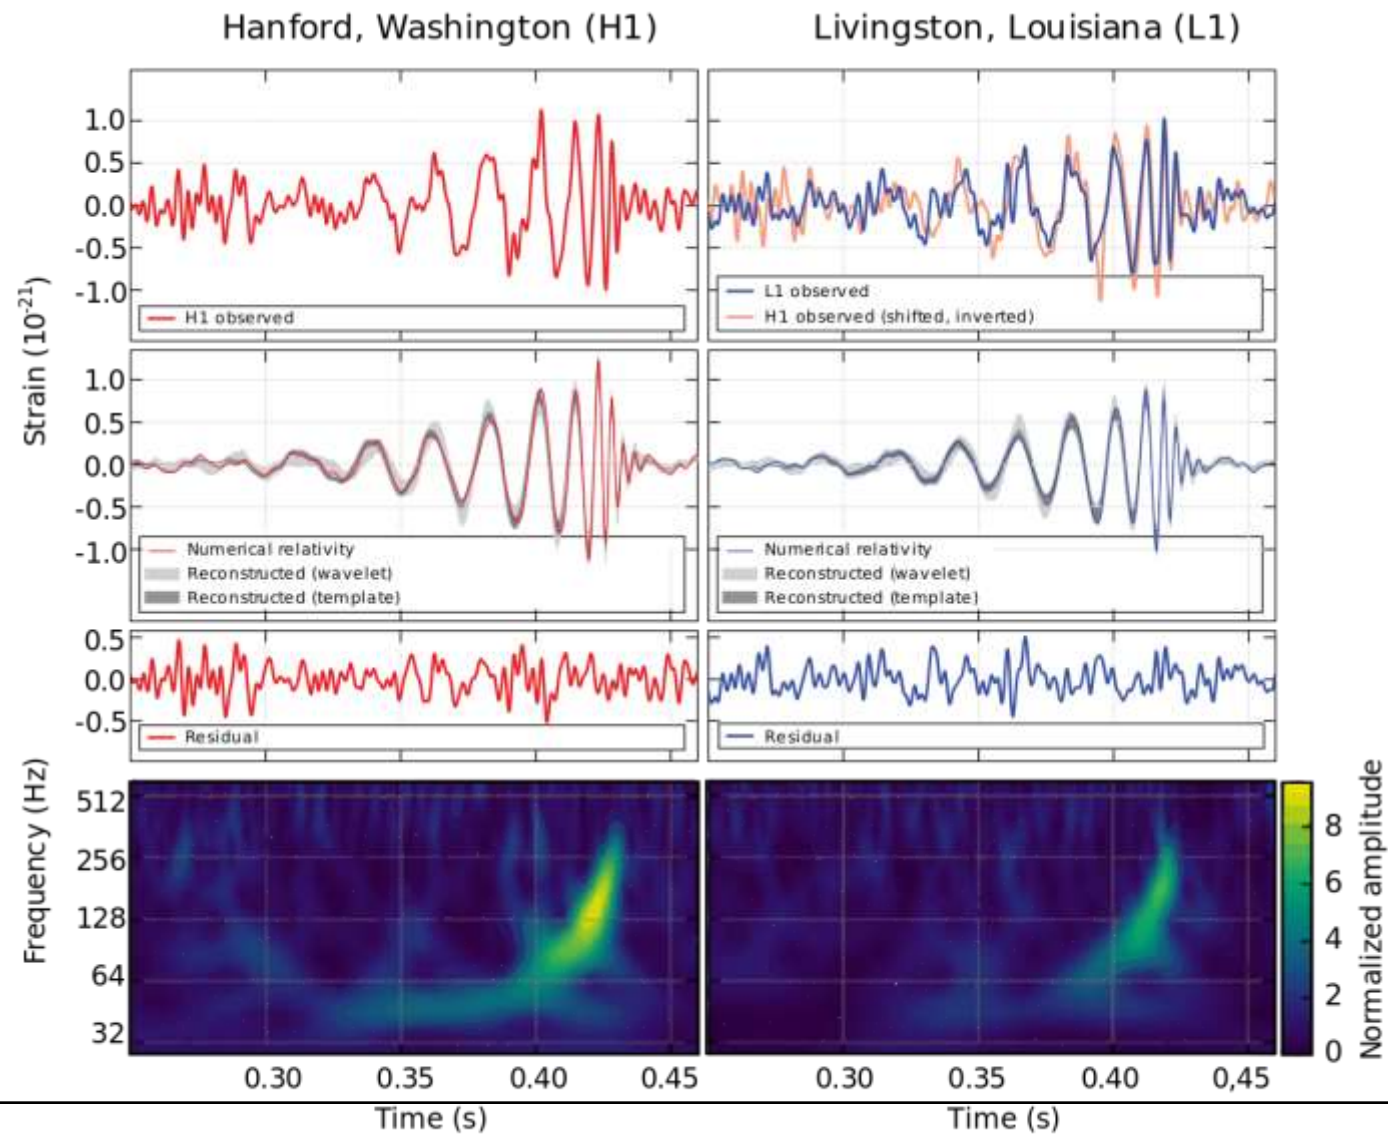 Hanford, Washington (H1)
Livingston, Louisiana (L1)
Strain (10-21)
1.0
0.5
0.0
-0.5
-1.0
H1 observed
L1 observed
H1 observed (shifted, inverted)
1.0
0.5
0.0
-0.5
-1.0
Numerical relativity
Reconstructed (wavelet)
Reconstructed (template)
Numerical relativity
Reconstructed (wavelet)
Reconstructed (template)
0.5
0.0
-0.5
Residual
Residual
Frequency (Hz)
512
256
128
64
32
Normalized amplitude
8
6
4
2
0
0.30 0.35 0.40 0.45
0.30 0.35 0.40 0,45
Time (s)
Time (s)